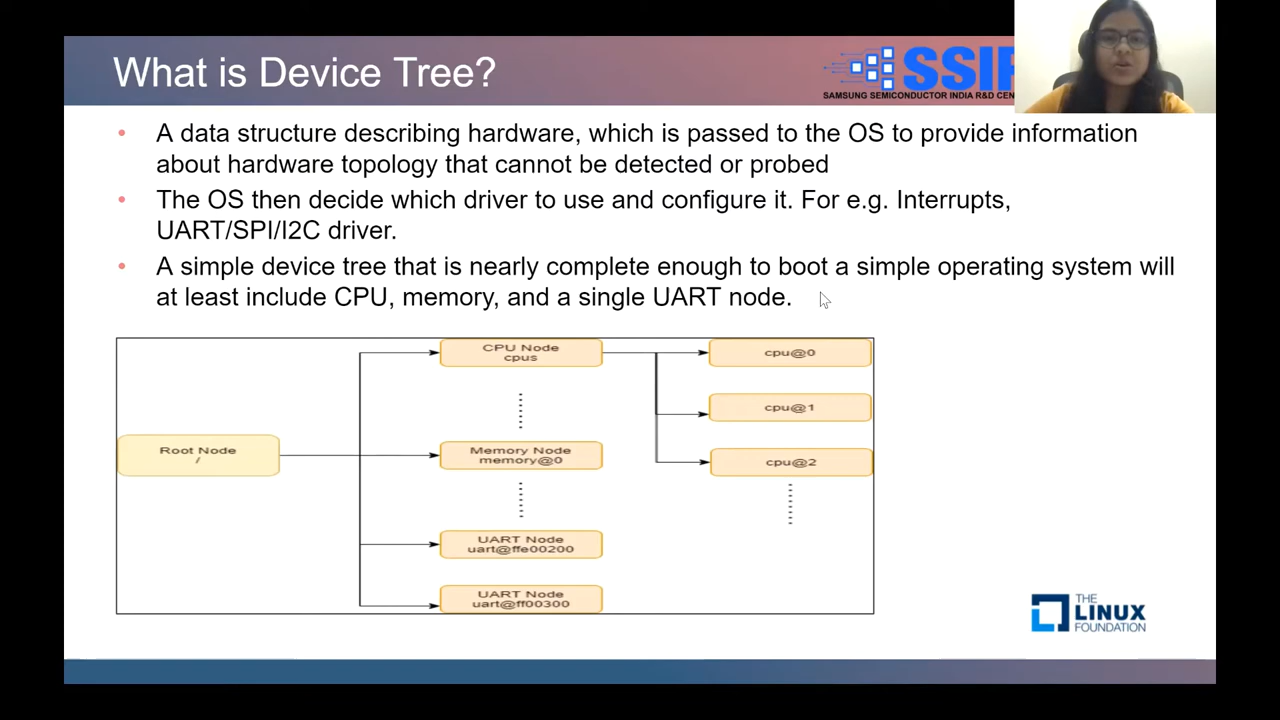 What is Device Tree?
SAMSUNG SEMICONDUCTOR INDIA R&D CEN
• A data structure describing hardware, which is passed to the OS to provide information
about hardware topology that cannot be detected or probed
• The OS then decide which driver to use and configure it. For e.g. Interrupts,
UART/SPI/I2C driver.
• A simple device tree that is nearly complete enough to boot a simple operating system will
at least include CPU, memory, and a single UART node.
CPU Node
cpus
cpu@0
cpu@1
Root Node
/
Memory Node
memory@0
cpu@2
UART Node
uart@ffe00200
UART Node
uart@ff00300
THE
LINUX
FOUNDATION